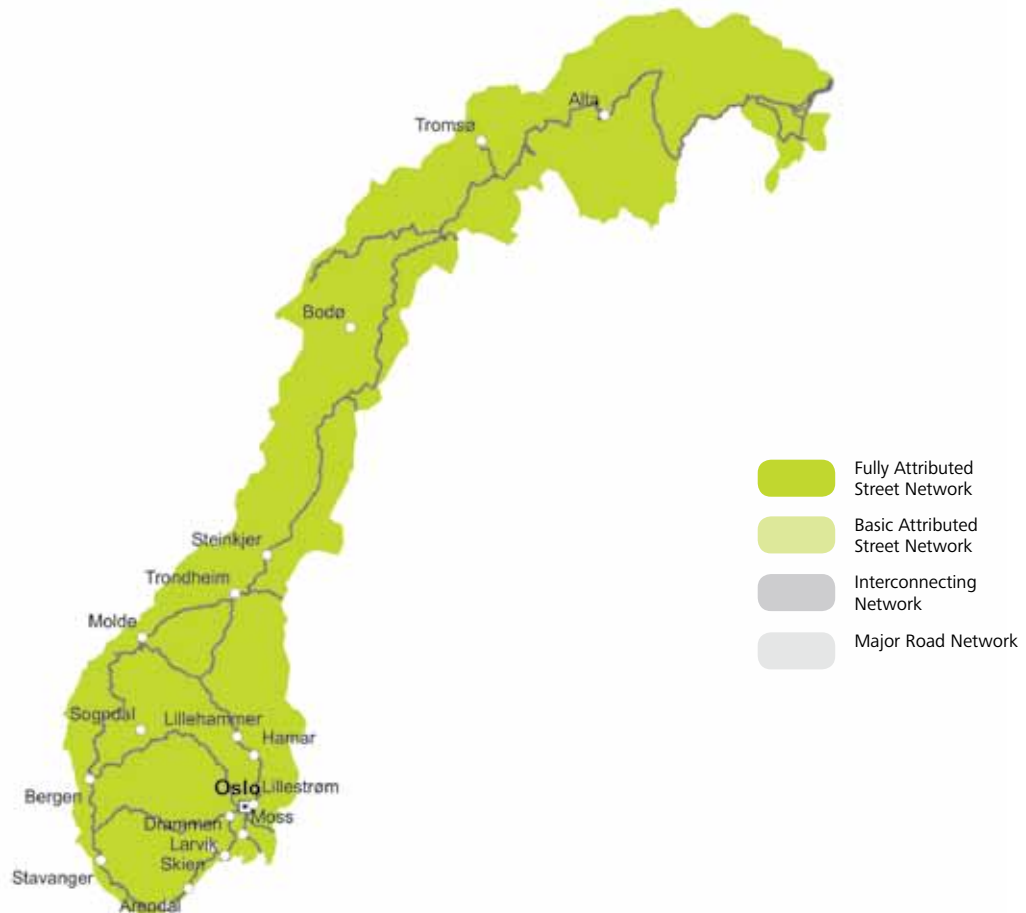 Alta
Tromsø
Bodø
Steinkjer
Trondheim
Molde
Sogndal
Lillehammer
Hamar
Oslo
Lillestrøm
Bergen
Drammen
Moss
Larvik
Skien
Stavanger
Arendal
Fully Attributed
Street Network
Basic Attributed
Street Network
Interconnecting
Network
Major Road Network